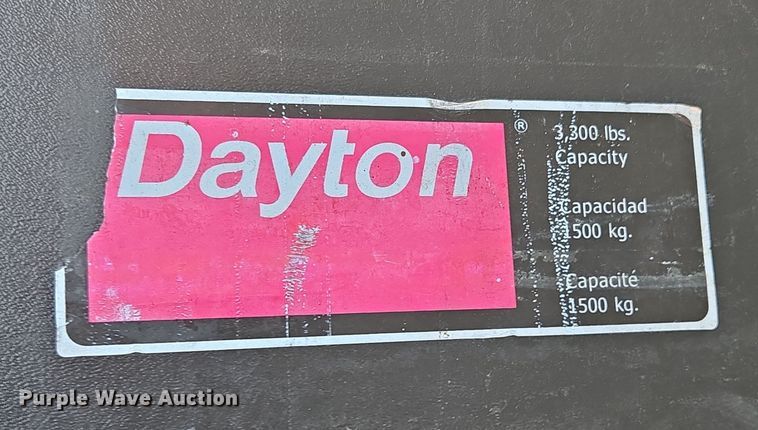 Dayton®
3,300 lbs.
Capacity
Capacidad
1500 kg.
Capacité
1500 kg.
Purple Wave Auction